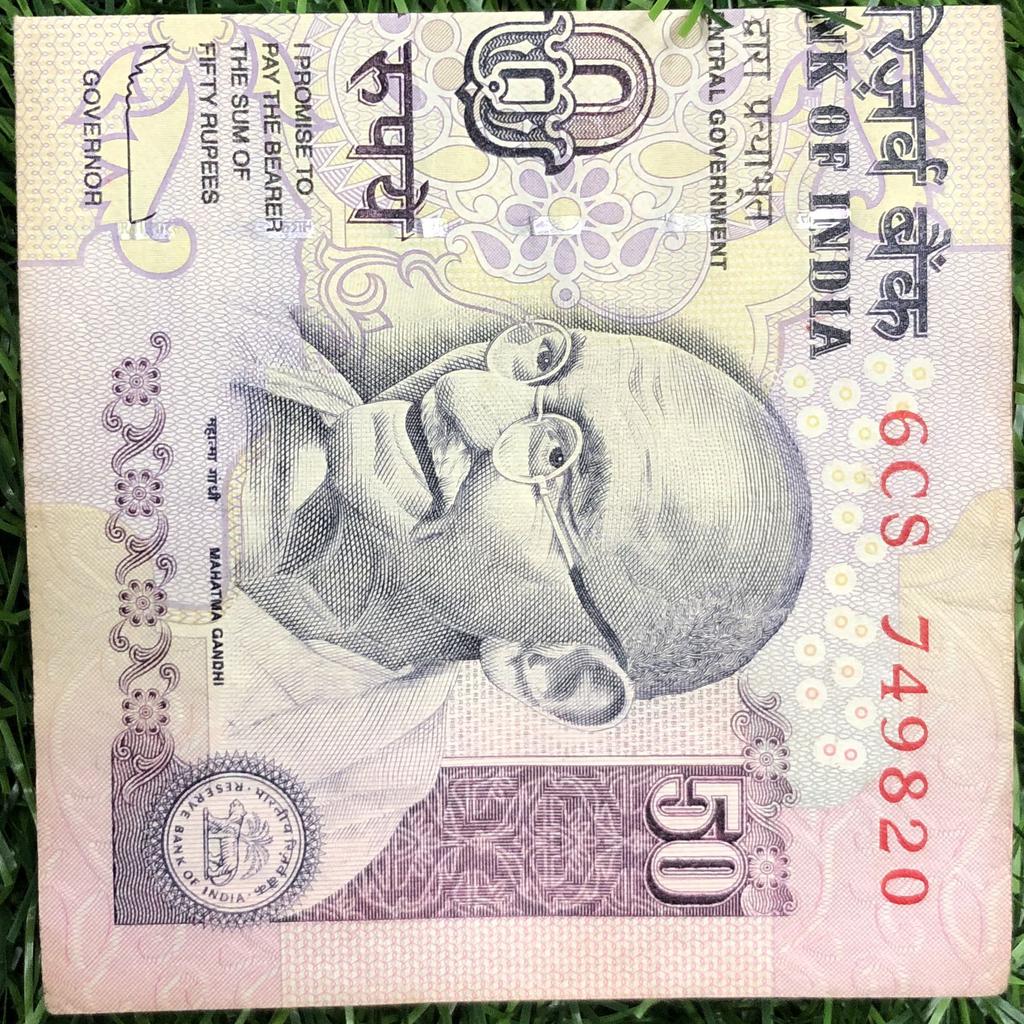 रिज़र्व बैंक
6CS 749820
NK OF INDIA
NTRAL GOVERNMENT
50
रुपये
I PROMISE TO
PAY THE BEARER
THE SUM OF
FIFTY RUPEES
GOVERNOR
महात्मा गांधी MAHATMA GANDHI
भारतीय रिज़र्व बैंक
RESERVE BANK OF INDIA